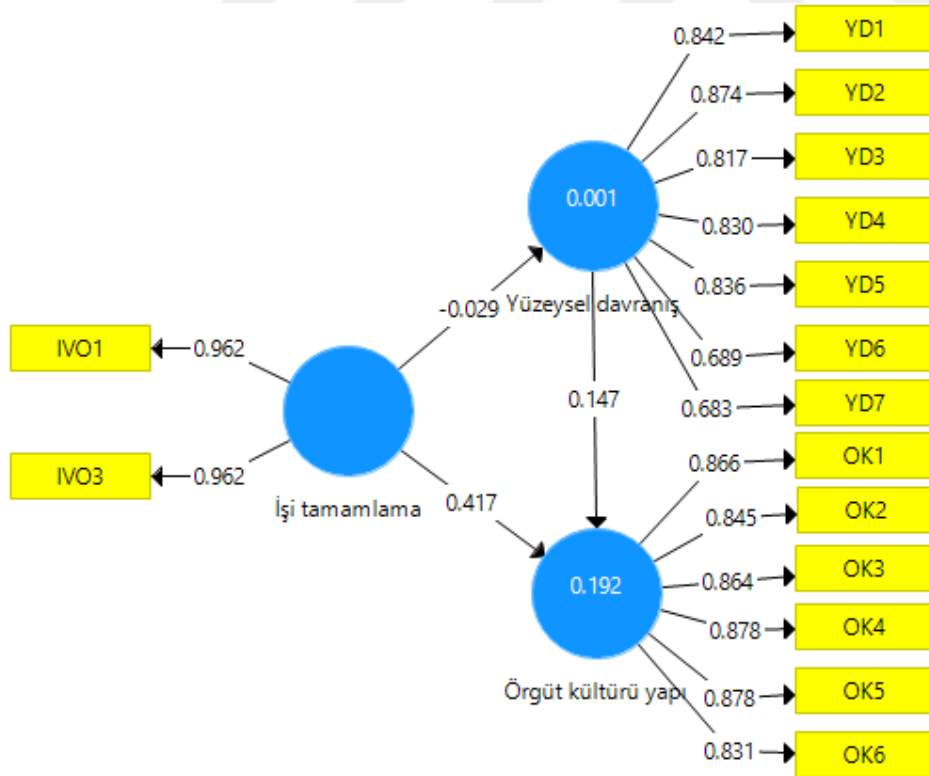 YD1
0.842
YD2
0.874
YD3
0.817
0.001
YD4
0.830
YD5
0.836
-0.029
Yüzeysel davranış
IVO1
0.962
YD6
0.689
0.147
YD7
0.683
OK1
0.866
IVO3
0.962
İşi tamamlama
0.417
OK2
0.845
OK3
0.864
0.192
OK4
0.878
Örgüt kültürü yapı
OK5
0.878
OK6
0.831